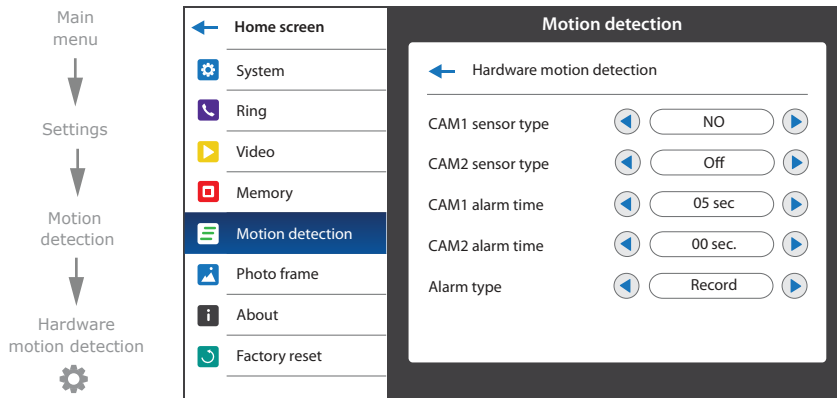 Main
menu
Settings
Motion
detection
Hardware
motion detection
Home screen
System
Ring
Video
Memory
Motion detection
Photo frame
About
Factory reset
Motion detection
Hardware motion detection
CAM1 sensor type NO
CAM2 sensor type Off
CAM1 alarm time 05 sec
CAM2 alarm time 00 sec.
Alarm type Record